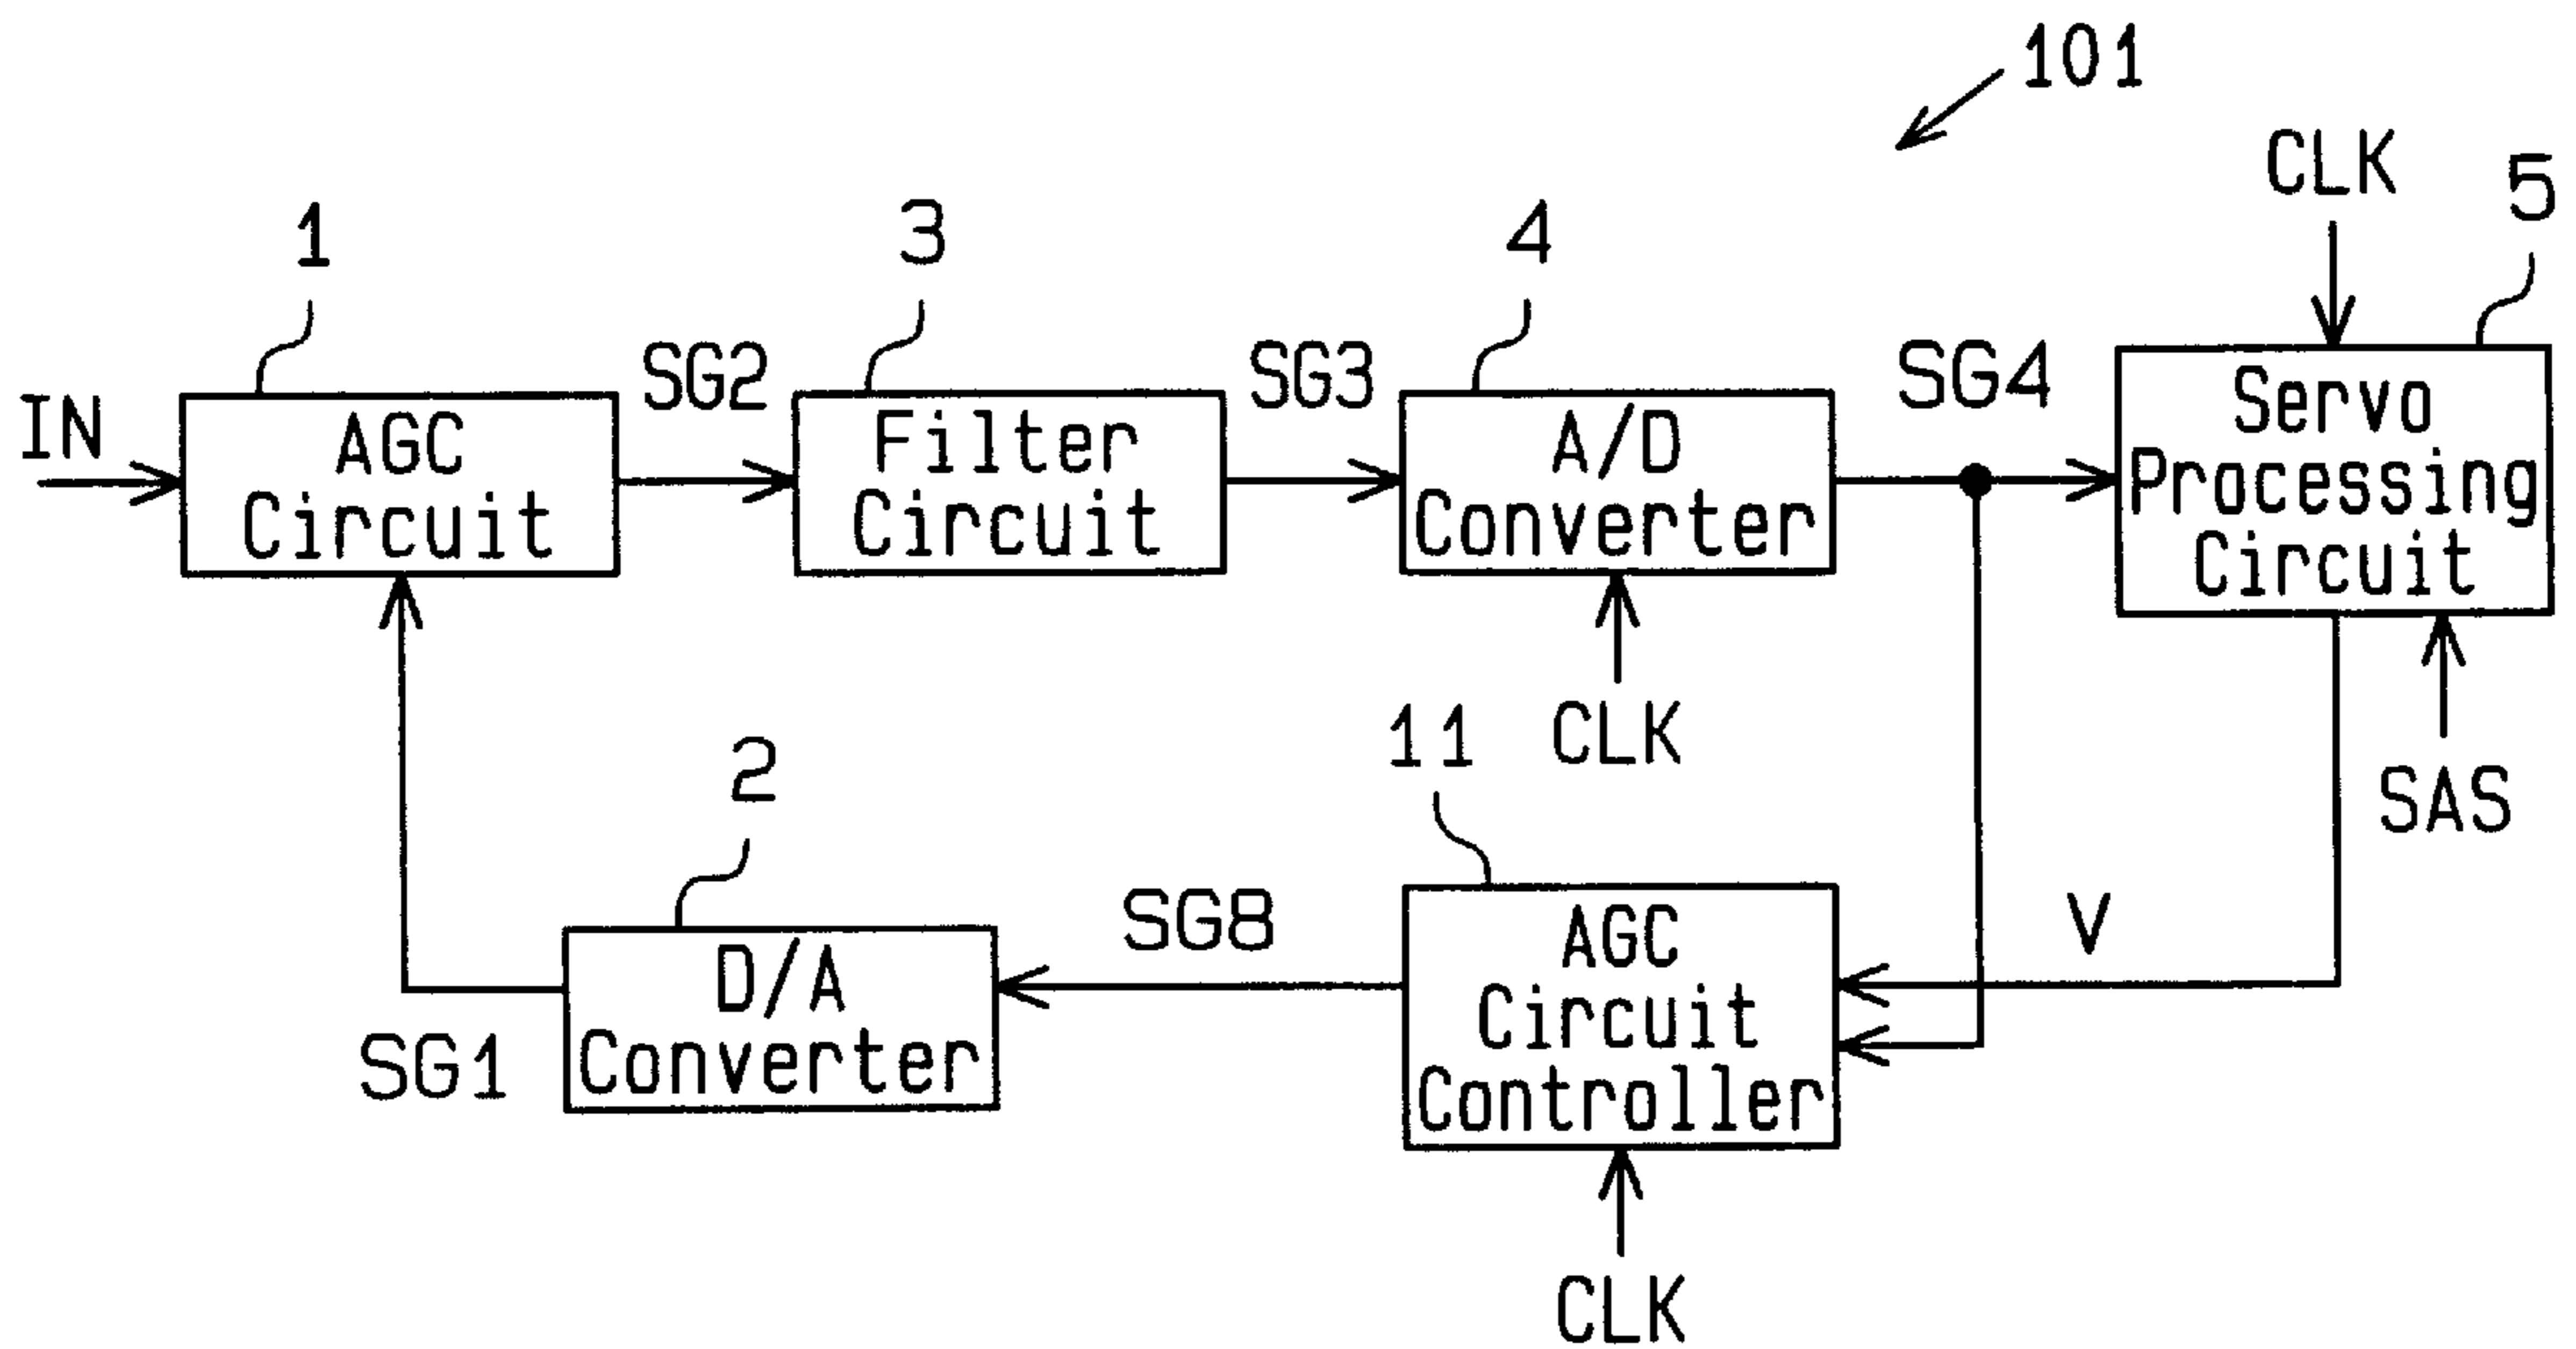 101
CLK
5
1
3
4
IN
SG2
SG3
SG4
AGC
Circuit
Filter
Circuit
A/D
Converter
Servo
Processing
Circuit
CLK
SAS
11
2
SG8
V
AGC
Circuit
Controller
D/A
Converter
SG1
CLK